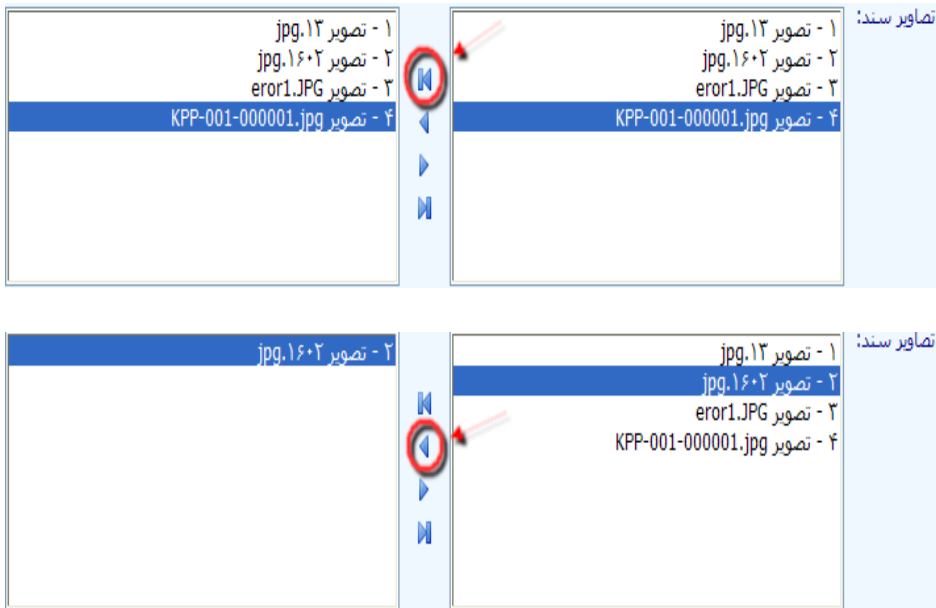 تصاویر سند:
۱ - تصویر ۱۳.jpg
۲ - تصویر ۱۶۰۲.jpg
۳ - تصویر eror1.JPG
۴ - تصویر KPP-001-000001.jpg
۱ - تصویر ۱۳.jpg
۲ - تصویر ۱۶۰۲.jpg
۳ - تصویر eror1.JPG
۴ - تصویر KPP-001-000001.jpg
تصاویر سند:
۱ - تصویر ۱۳.jpg
۲ - تصویر ۱۶۰۲.jpg
۳ - تصویر eror1.JPG
۴ - تصویر KPP-001-000001.jpg
۲ - تصویر ۱۶۰۲.jpg